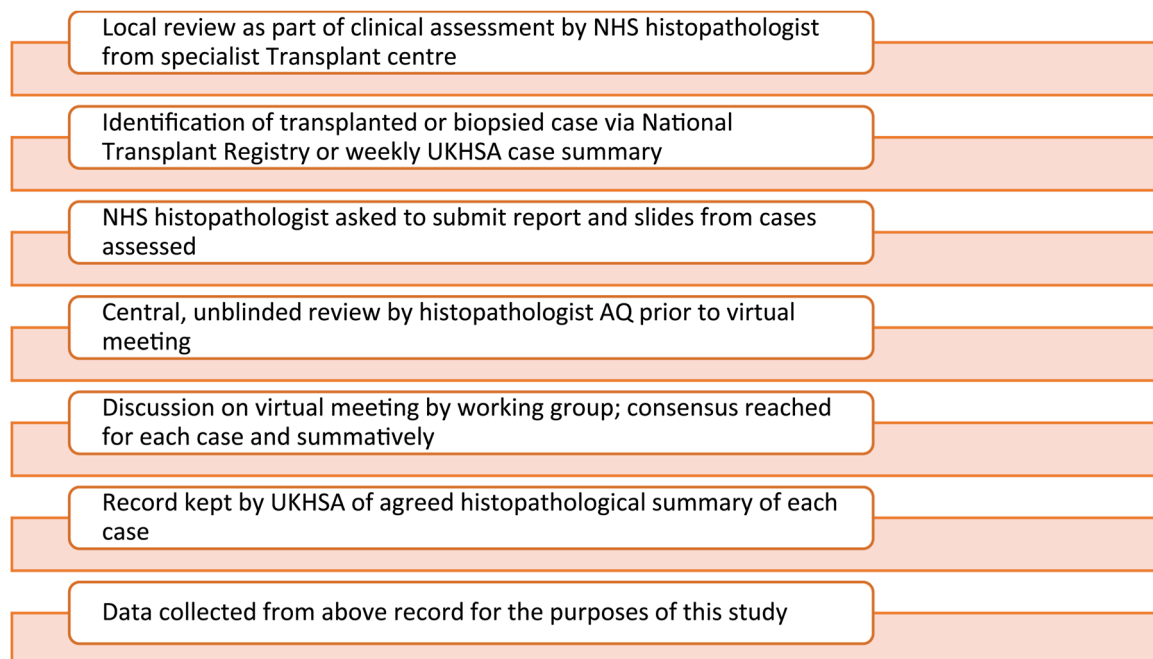 Local review as part of clinical assessment by NHS histopathologist
from specialist Transplant centre
Identification of transplanted or biopsied case via National
Transplant Registry or weekly UKHSA case summary
NHS histopathologist asked to submit report and slides from cases
assessed
Central, unblinded review by histopathologist AQ prior to virtual
meeting
Discussion on virtual meeting by working group; consensus reached
for each case and summatively
Record kept by UKHSA of agreed histopathological summary of each
case
Data collected from above record for the purposes of this study